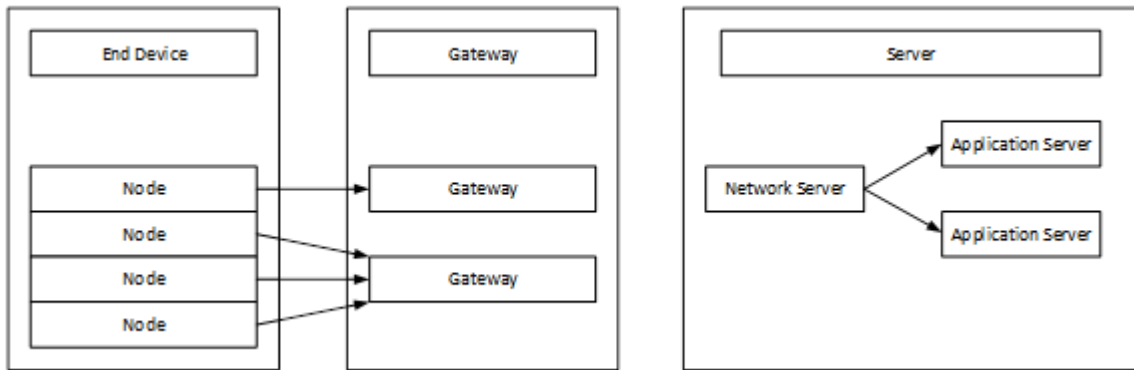 End Device
Gateway
Server
Application Server
Node
Gateway
Network Server
Node
Application Server
Node
Gateway
Node